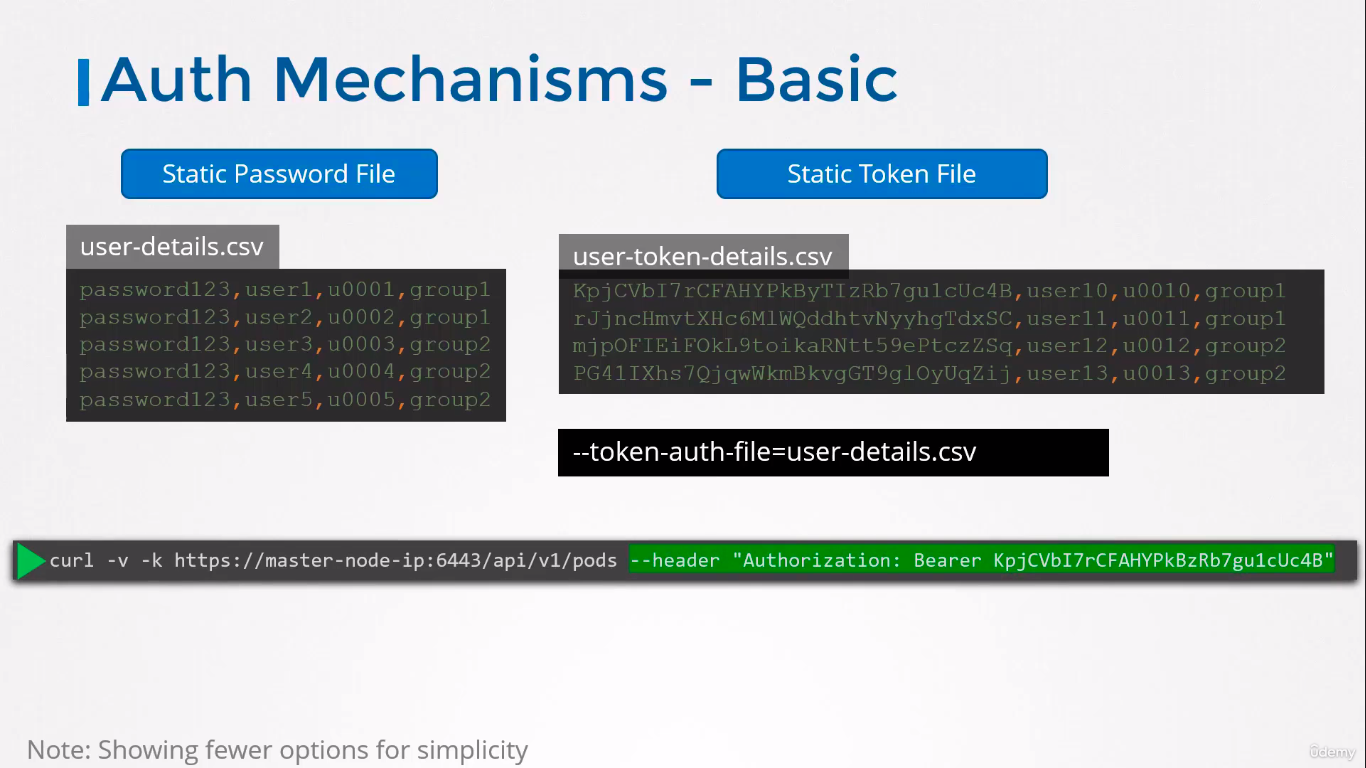 Auth Mechanisms - Basic
Static Password File
Static Token File
user-details.csv
password123,user1,u0001,group1
password123,user2,u0002,group1
password123,user3,u0003,group2
password123,user4,u0004,group2
password123,user5,u0005,group2
user-token-details.csv
KpjCVbI7rCFAHYPkByTIzRb7gu1cUc4B,user10,u0010,group1
rJjncHmvtXHc6MlWQddhtvNyyhgTdxSC,user11,u0011,group1
mjpOFIEiFOkL9toikaRNtt59ePtczZSq,user12,u0012,group2
PG41IXhs7QjqwWkmBkvgGT9glOyUqZij,user13,u0013,group2
--token-auth-file=user-details.csv
curl -v -k https://master-node-ip:6443/api/v1/pods --header "Authorization: Bearer KpjCVbI7rCFAHYPkBzRb7gu1cUc4B"
Note: Showing fewer options for simplicity
ûdemy